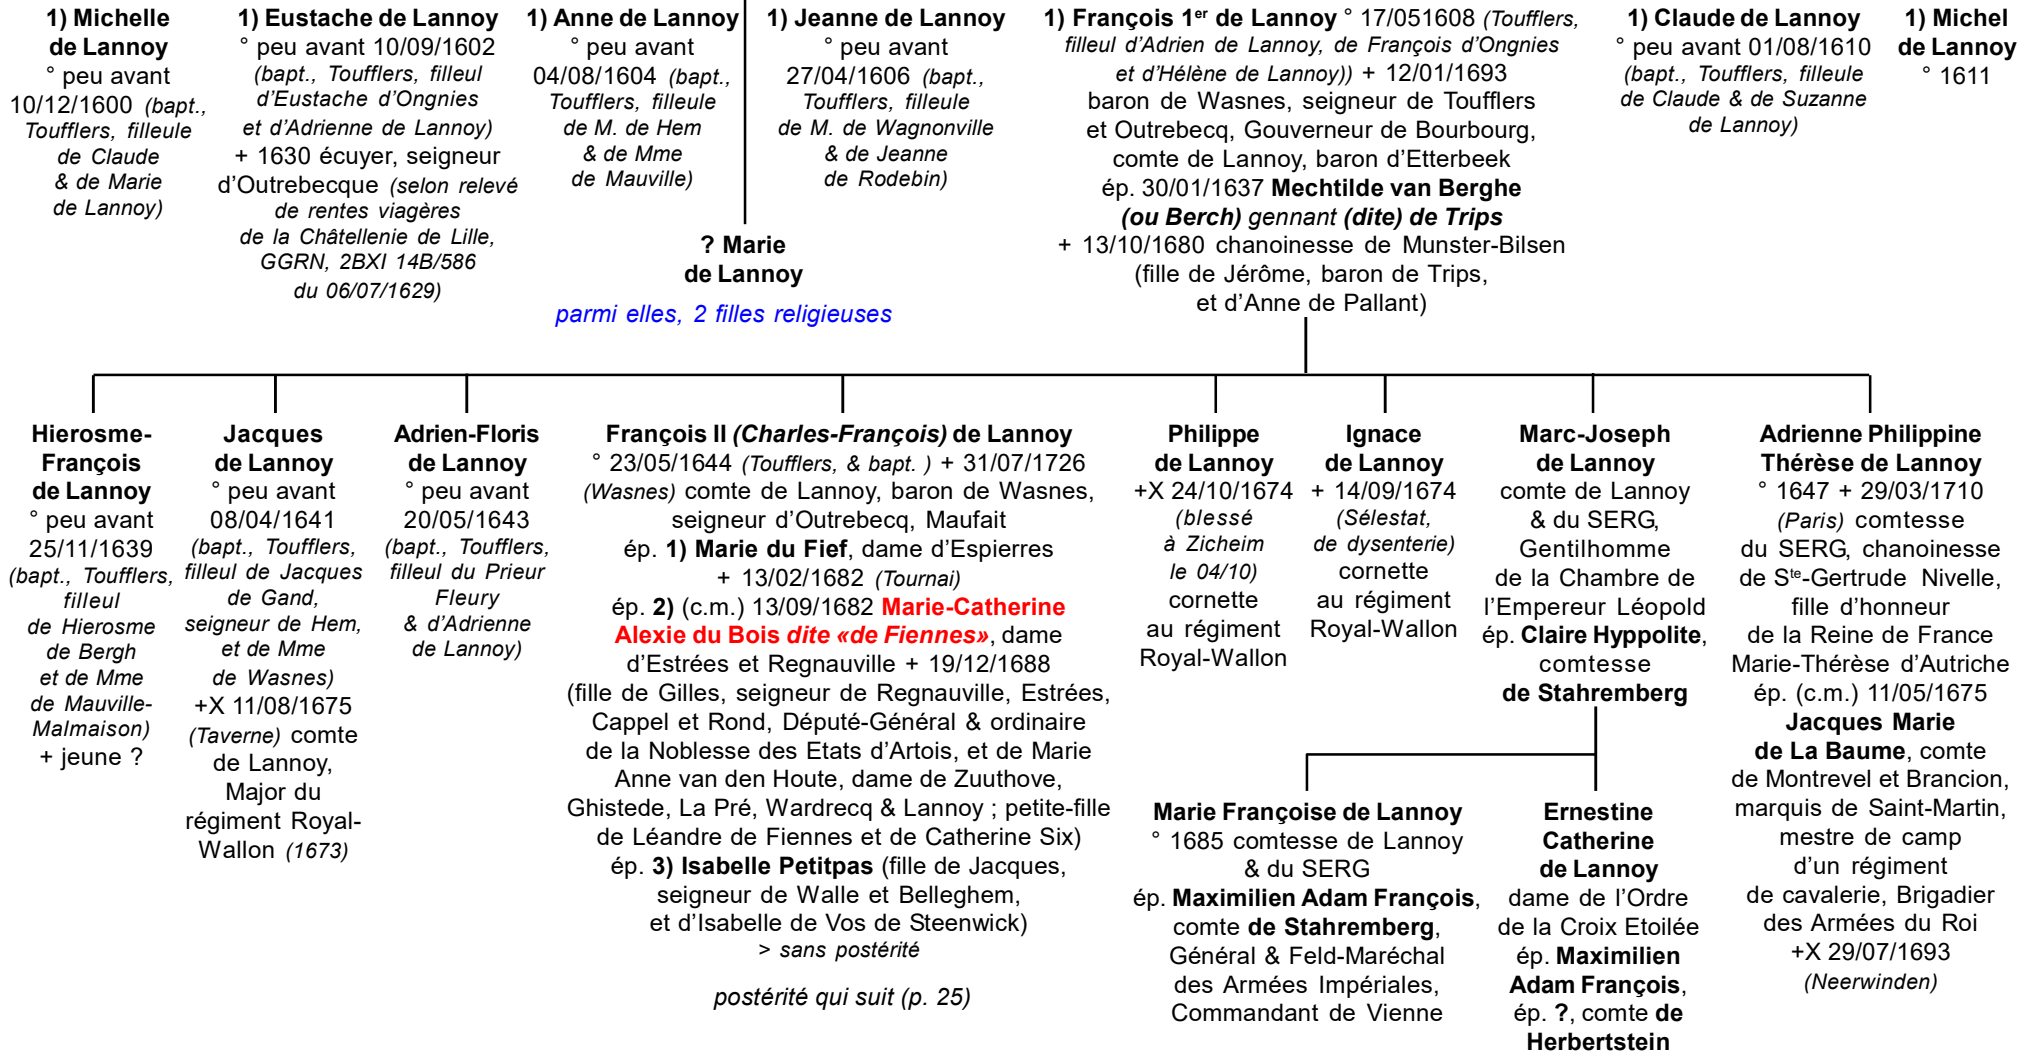 1) Michelle
de Lannoy
° peu avant
10/12/1600 (bapt.,
Toufflers, filleule
de Claude
& de Marie
de Lannoy)
1) Eustache de Lannoy
° peu avant 10/09/1602
(bapt., Toufflers, filleul
d’Eustache d’Ongnies
et d’Adrienne de Lannoy)
+ 1630 écuyer, seigneur
d’Outrebecque (selon relevé
de rentes viagères
de la Châtellenie de Lille,
GGRN, 2BXI 14B/586
du 06/07/1629)
1) Anne de Lannoy
° peu avant
04/08/1604 (bapt.,
Toufflers, filleule
de M. de Hem
& de Mme
de Mauville)
? Marie
de Lannoy
1) Jeanne de Lannoy
° peu avant
27/04/1606 (bapt.,
Toufflers, filleule
de M. de Wagnonville
& de Jeanne
de Rodebin)
parmi elles, 2 filles religieuses
1) François 1er de Lannoy ° 17/051608 (Toufflers,
filleul d’Adrien de Lannoy, de François d’Ongnies
et d’Hélène de Lannoy)) + 12/01/1693
baron de Wasnes, seigneur de Toufflers
et Outrebecq, Gouverneur de Bourbourg,
comte de Lannoy, baron d’Etterbeek
ép. 30/01/1637 Mechtilde van Berghe
(ou Berch) gennant (dite) de Trips
+ 13/10/1680 chanoinesse de Munster-Bilsen
(fille de Jérôme, baron de Trips,
et d’Anne de Pallant)
1) Claude de Lannoy
° peu avant 01/08/1610
(bapt., Toufflers, filleule
de Claude & de Suzanne
de Lannoy)
1) Michel
de Lannoy
° 1611
Hierosme-
François
de Lannoy
° peu avant
25/11/1639
(bapt., Toufflers,
filleul
de Hierosme
de Bergh
et de Mme
de Mauville-
Malmaison)
+ jeune ?
Jacques
de Lannoy
° peu avant
08/04/1641
(bapt., Toufflers,
filleul de Jacques
de Gand,
seigneur de Hem,
et de Mme
de Wasnes)
+X 11/08/1675
(Taverne) comte
de Lannoy,
Major du
régiment Royal-
Wallon (1673)
Adrien-Floris
de Lannoy
° peu avant
20/05/1643
(bapt., Toufflers,
filleul du Prieur
Fleury
& d’Adrienne
de Lannoy)
François II (Charles-François) de Lannoy
° 23/05/1644 (Toufflers, & bapt. ) + 31/07/1726
(Wasnes) comte de Lannoy, baron de Wasnes,
seigneur d’Outrebecq, Maufait
ép. 1) Marie du Fief, dame d’Espierres
+ 13/02/1682 (Tournai)
ép. 2) (c.m.) 13/09/1682 Marie-Catherine
Alexie du Bois dite «de Fiennes», dame
d’Estrées et Regnauville + 19/12/1688
(fille de Gilles, seigneur de Regnauville, Estrées,
Cappel et Rond, Député-Général & ordinaire
de la Noblesse des Etats d’Artois, et de Marie
Anne van den Houte, dame de Zuuthove,
Ghistede, La Pré, Wardrecq & Lannoy ; petite-fille
de Léandre de Fiennes et de Catherine Six)
ép. 3) Isabelle Petitpas (fille de Jacques,
seigneur de Walle et Belleghem,
et d’Isabelle de Vos de Steenwick)
> sans postérité
postérité qui suit (p. 25)
Philippe
de Lannoy
+X 24/10/1674
(blessé
à Zicheim
le 04/10)
cornette
au régiment
Royal-Wallon
Ignace
de Lannoy
+ 14/09/1674
(Sélestat,
de dysenterie)
cornette
au régiment
Royal-Wallon
Marc-Joseph
de Lannoy
comte de Lannoy
& du SERG,
Gentilhomme
de la Chambre de
l’Empereur Léopold
ép. Claire Hyppolite,
comtesse
de Stahremberg
Adrienne Philippine
Thérèse de Lannoy
° 1647 + 29/03/1710
(Paris) comtesse
du SERG, chanoinesse
de Ste-Gertrude Nivelle,
fille d’honneur
de la Reine de France
Marie-Thérèse d’Autriche
ép. (c.m.) 11/05/1675
Jacques Marie
de La Baume, comte
de Montrevel et Brancion,
marquis de Saint-Martin,
mestre de camp
d’un régiment
de cavalerie, Brigadier
des Armées du Roi
+X 29/07/1693
(Neerwinden)
Marie Françoise de Lannoy
° 1685 comtesse de Lannoy
& du SERG
ép. Maximilien Adam François,
comte de Stahremberg,
Général & Feld-Maréchal
des Armées Impériales,
Commandant de Vienne
Ernestine
Catherine
de Lannoy
dame de l’Ordre
de la Croix Etoilée
ép. Maximilien
Adam François,
ép. ?, comte de
Herbertstein